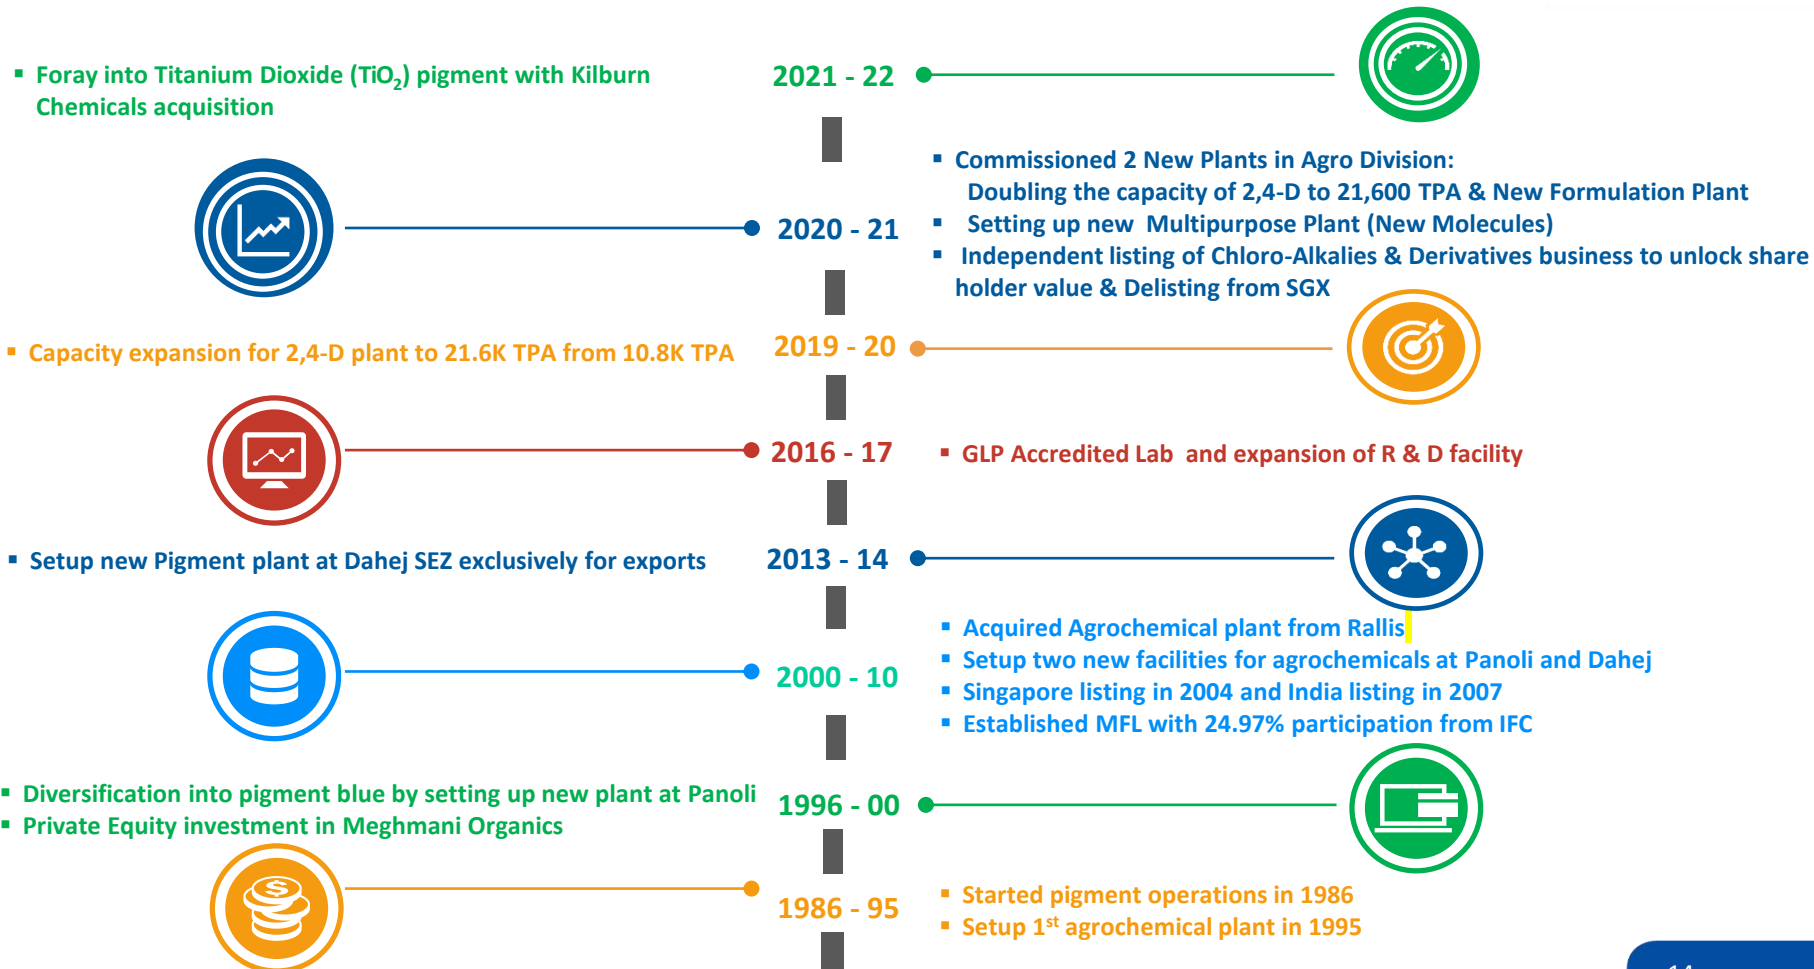 ▪ Foray into Titanium Dioxide (TiO₂) pigment with Kilburn
Chemicals acquisition
2021 - 22
▪ Commissioned 2 New Plants in Agro Division:
Doubling the capacity of 2,4-D to 21,600 TPA & New Formulation Plant
▪ Setting up new Multipurpose Plant (New Molecules)
▪ Independent listing of Chloro-Alkalies & Derivatives business to unlock share
holder value & Delisting from SGX
2020 - 21
▪ Capacity expansion for 2,4-D plant to 21.6K TPA from 10.8K TPA
2019 - 20
2016 - 17
▪ GLP Accredited Lab and expansion of R & D facility
▪ Setup new Pigment plant at Dahej SEZ exclusively for exports
2013 - 14
2000 - 10
▪ Acquired Agrochemical plant from Rallis
▪ Setup two new facilities for agrochemicals at Panoli and Dahej
▪ Singapore listing in 2004 and India listing in 2007
▪ Established MFL with 24.97% participation from IFC
▪ Diversification into pigment blue by setting up new plant at Panoli
▪ Private Equity investment in Meghmani Organics
1996 - 00
$
1986 - 95
▪ Started pigment operations in 1986
▪ Setup 1ˢᵗ agrochemical plant in 1995